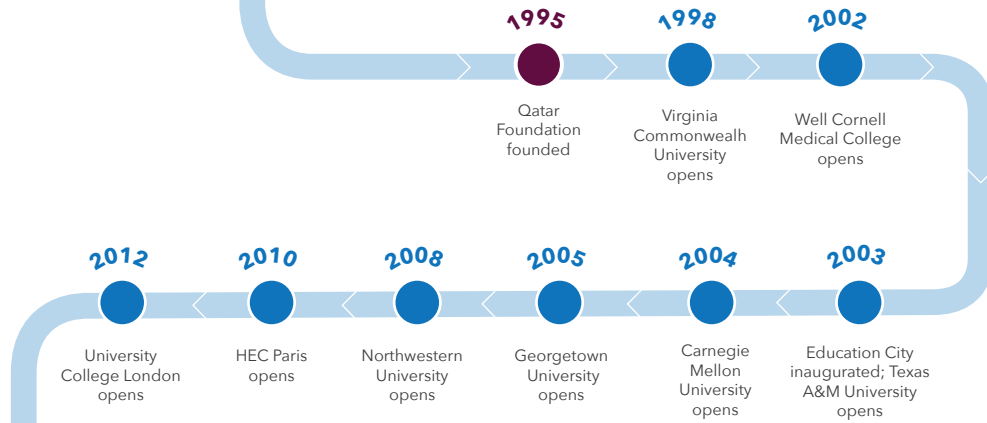 1995
Qatar
Foundation
founded
1998
Virginia
Commonwealh
University
opens
2002
Well Cornell
Medical College
opens
2003
Education City
inaugurated; Texas
A&M University
opens
2004
Carnegie
Mellon
University
opens
2005
Georgetown
University
opens
2008
Northwestern
University
opens
2010
HEC Paris
opens
2012
University
College London
opens